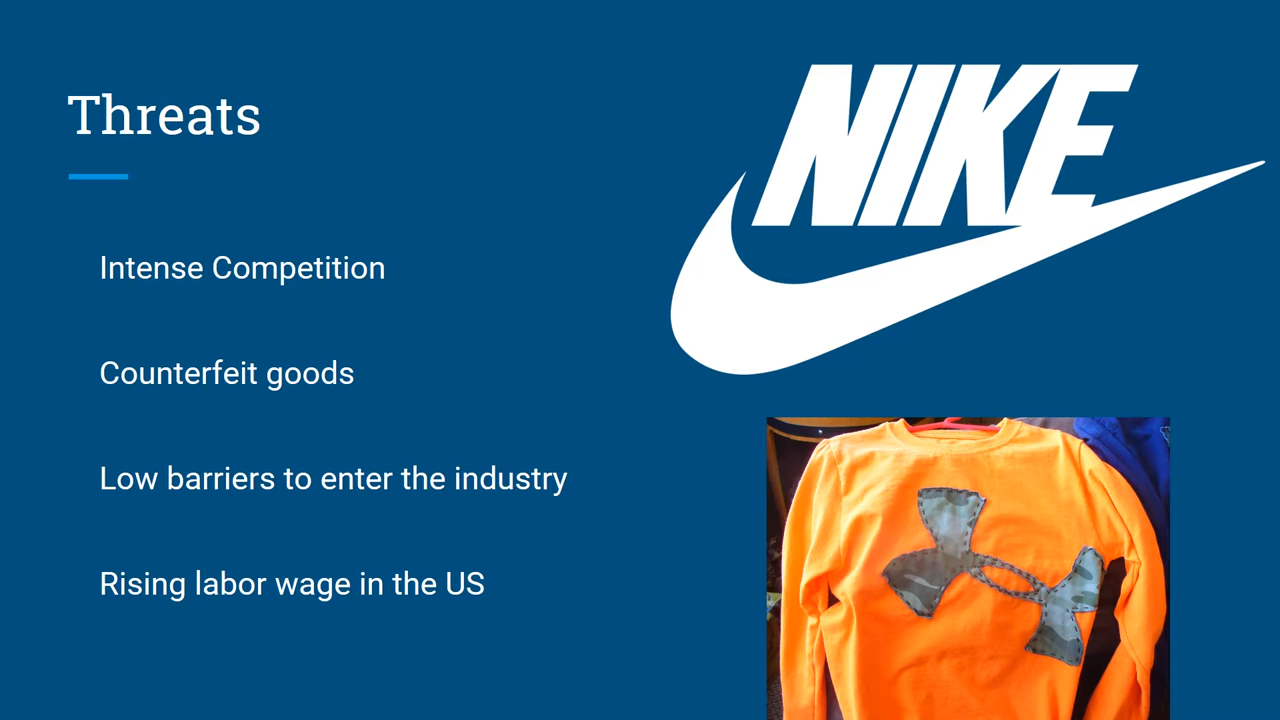 Threats
NIKE
Intense Competition
Counterfeit goods
Low barriers to enter the industry
Rising labor wage in the US